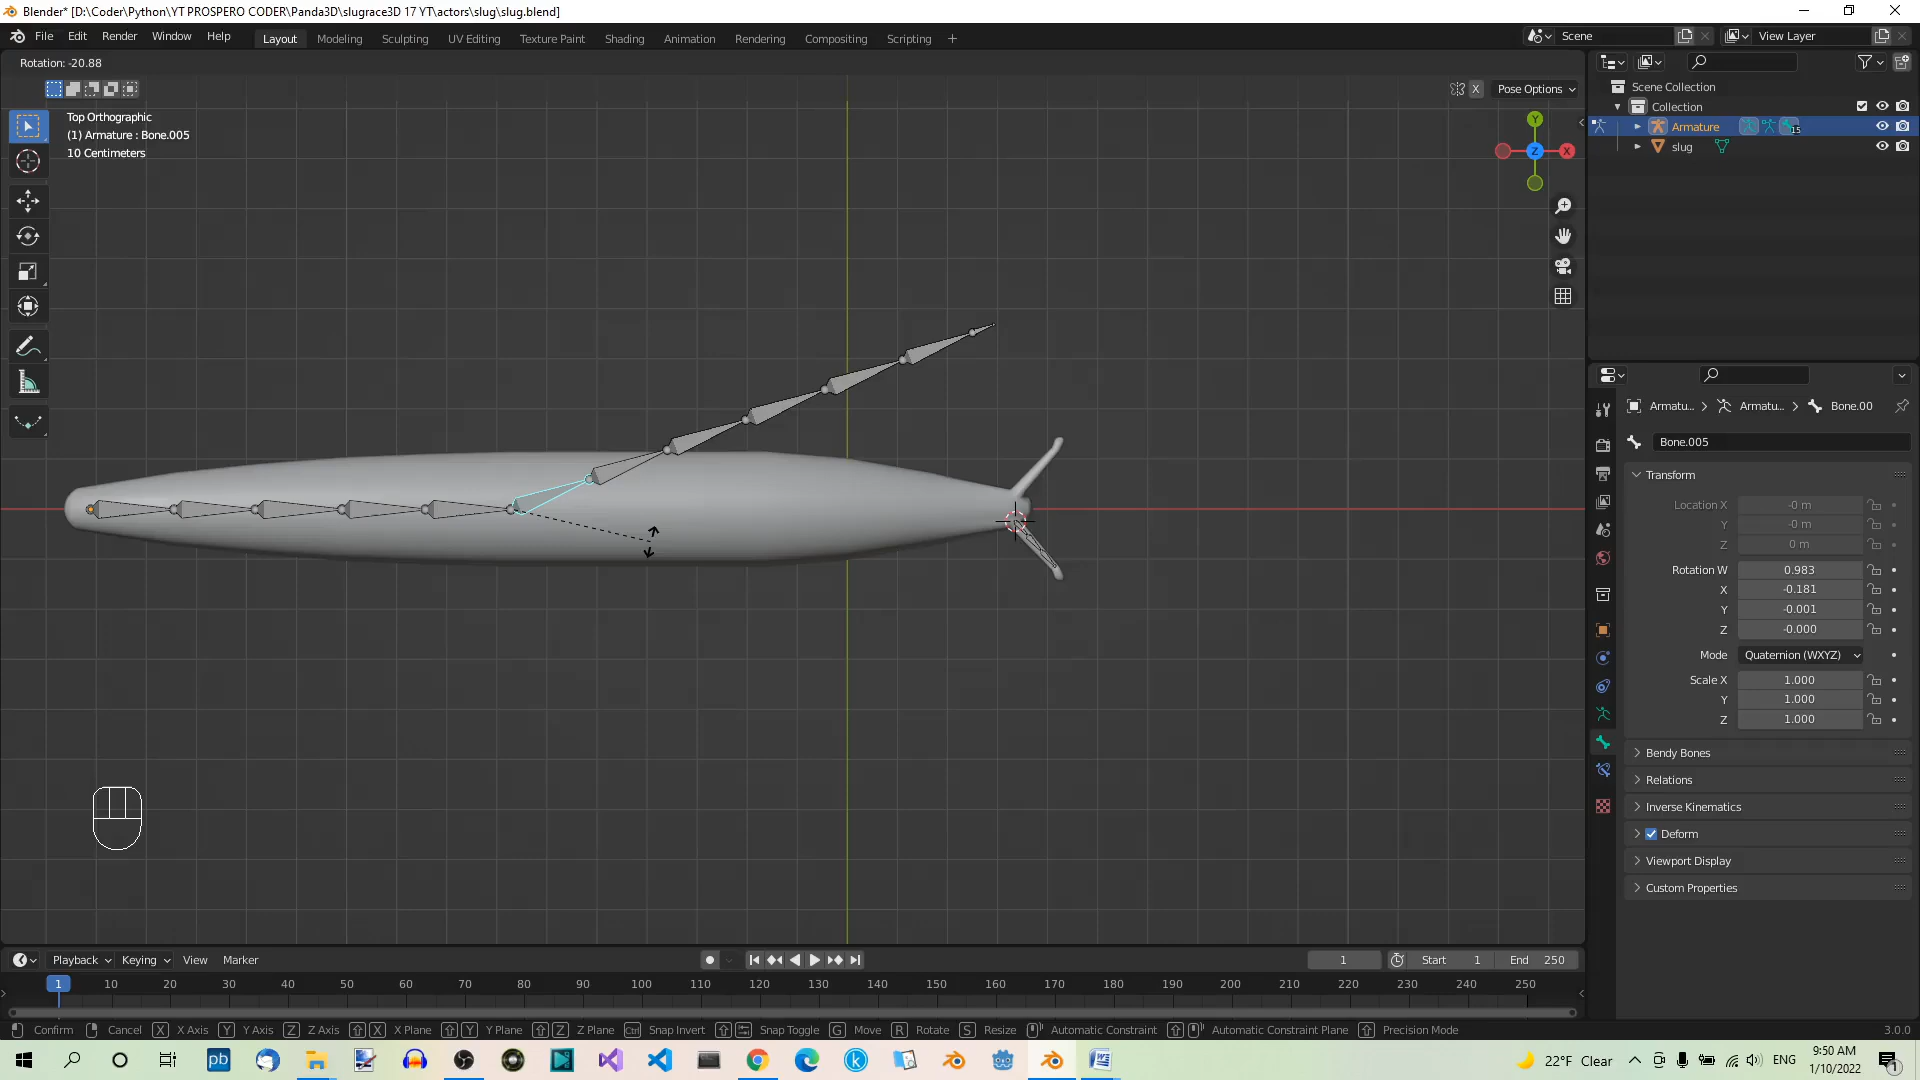 Blender* [D:\Coder\Python\YT PROSPERO CODER\Panda3D\slugrace3D 17 YT\actors\slug\slug.blend]
File Edit Render Window Help Layout Modeling Sculpting UV Editing Texture Paint Shading Animation Rendering Compositing Scripting + Scene View Layer
Rotation: -20.88
X Pose Options
Top Orthographic
(1) Armature : Bone.005
10 Centimeters
Y
Z X
Scene Collection
Collection
Armature 15
slug
Armatu... > Armatu... > Bone.00
Bone.005
Transform
Location X -0 m
Y -0 m
Z 0 m
Rotation W 0.983
X -0.181
Y -0.001
Z -0.000
Mode Quaternion (WXYZ)
Scale X 1.000
Y 1.000
Z 1.000
Bendy Bones
Relations
Inverse Kinematics
Deform
Viewport Display
Custom Properties
Playback Keying View Marker 1 Start 1 End 250
1 10 20 30 40 50 60 70 80 90 100 110 120 130 140 150 160 170 180 190 200 210 220 230 240 250
Confirm Cancel X X Axis Y Y Axis Z Z Axis X X Plane Y Y Plane Z Z Plane Ctrl Snap Invert Snap Toggle G Move R Rotate S Resize Automatic Constraint Automatic Constraint Plane Precision Mode 3.0.0
pb 22°F Clear ENG 9:50 AM
1/10/2022 1